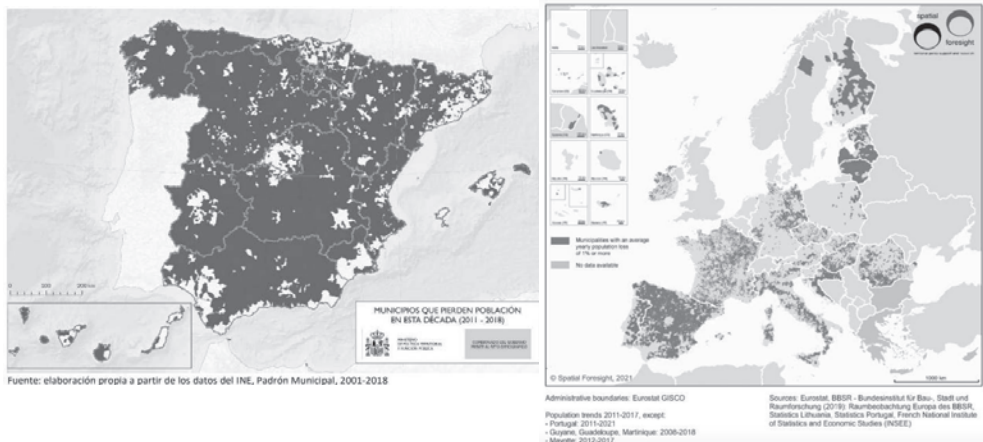 0 100 200 km
MUNICIPIOS QUE PIERDEN POBLACIÓN
EN ESTA DÉCADA (2011 - 2018)
Fuente: elaboración propia a partir de los datos del INE, Padrón Municipal, 2001-2018
spatial
foresight
Municipalities with an average
yearly population loss
of 1% or more
No data available
© Spatial Foresight, 2021
1000 km
Administrative boundaries: Eurostat GISCO
Population trends 2011-2017, except:
- Portugal: 2011-2021
- Guyane, Guadeloupe, Martinique: 2008-2018
- Mayotte: 2012-2017
Sources: Eurostat, BBSR - Bundesinstitut für Bau-, Stadt und
Raumforschung (2019): Raumbeobachtung Europa des BBSR,
Statistics Lithuania, Statistics Portugal, French National Institute
of Statistics and Economic Studies (INSEE)